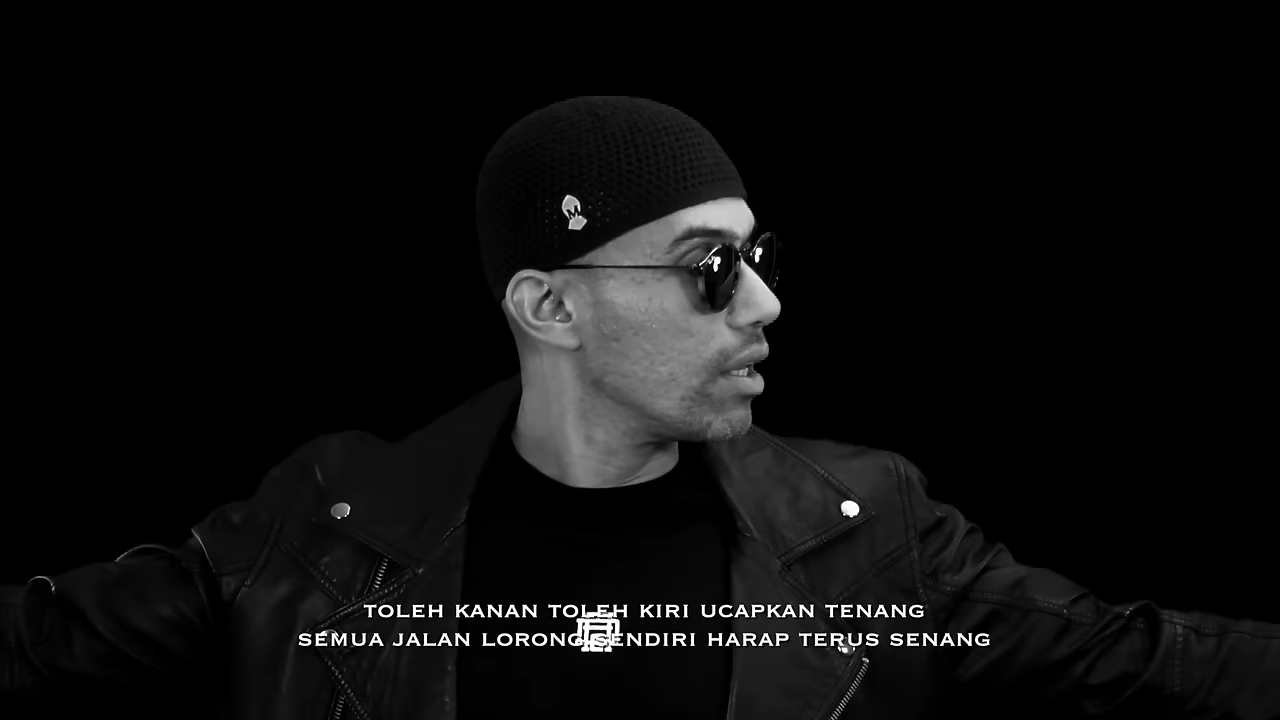 M
TOLEH KANAN TOLEH KIRI UCAPKAN TENANG
SEMUA JALAN LORONG SENDIRI HARAP TERUS SENANG